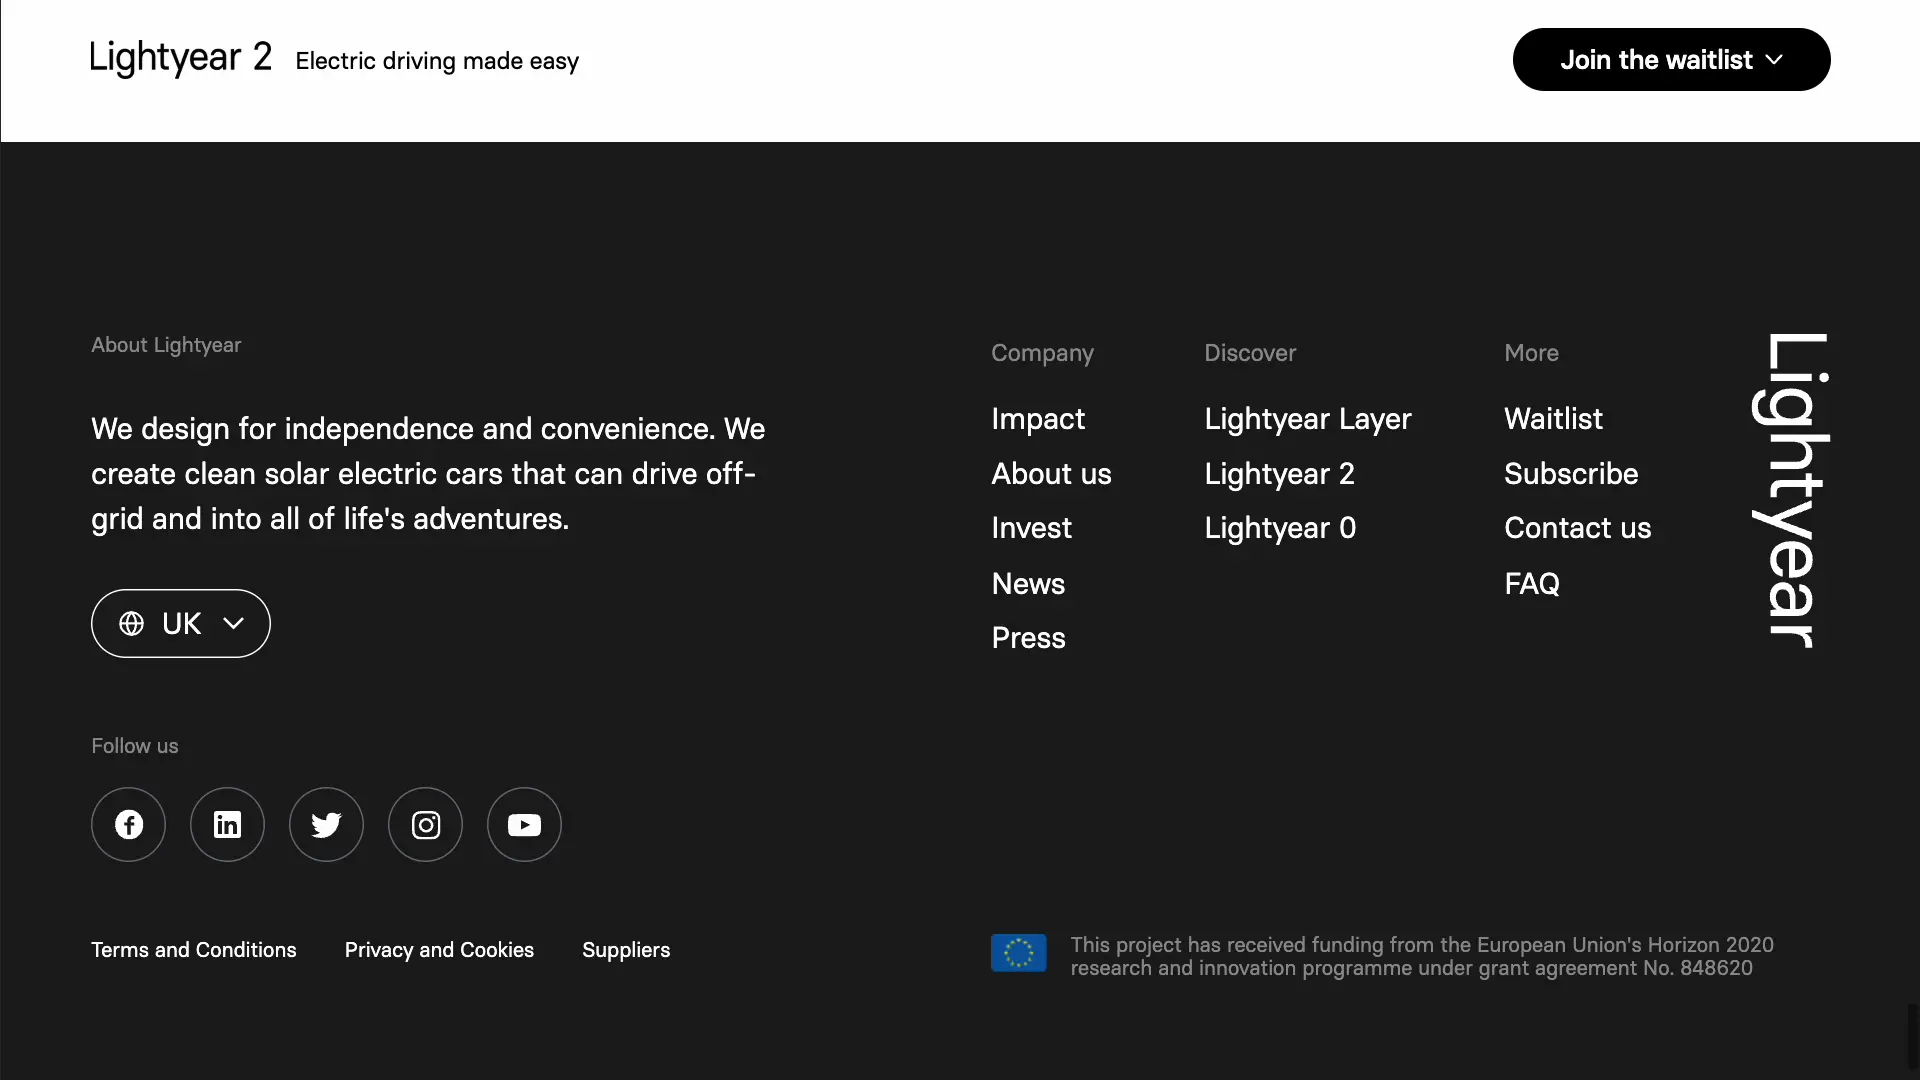 Lightyear 2
Electric driving made easy
Join the waitlist
About Lightyear
We design for independence and convenience. We
create clean solar electric cars that can drive off-
grid and into all of life's adventures.
UK
Follow us
Terms and Conditions
Privacy and Cookies
Suppliers
Company
Impact
About us
Invest
News
Press
Discover
Lightyear Layer
Lightyear 2
Lightyear 0
More
Waitlist
Subscribe
Contact us
FAQ
Lightyear
This project has received funding from the European Union's Horizon 2020
research and innovation programme under grant agreement No. 848620